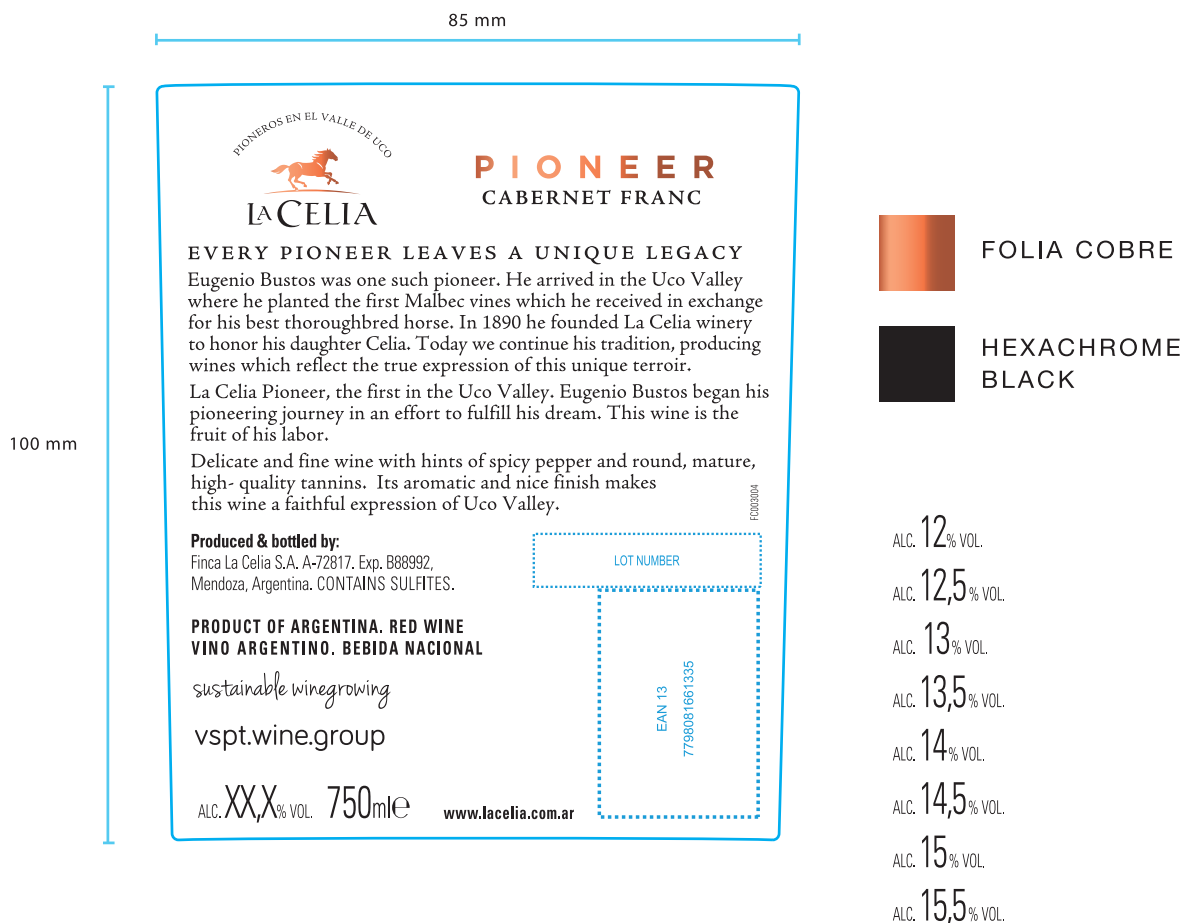 85 mm
100 mm
PIONEROS EN EL VALLE DE UCO
LA CELIA
PIONEER
CABERNET FRANC
EVERY PIONEER LEAVES A UNIQUE LEGACY
Eugenio Bustos was one such pioneer. He arrived in the Uco Valley
where he planted the first Malbec vines which he received in exchange
for his best thoroughbred horse. In 1890 he founded La Celia winery
to honor his daughter Celia. Today we continue his tradition, producing
wines which reflect the true expression of this unique terroir.
La Celia Pioneer, the first in the Uco Valley. Eugenio Bustos began his
pioneering journey in an effort to fulfill his dream. This wine is the
fruit of his labor.
Delicate and fine wine with hints of spicy pepper and round, mature,
high- quality tannins. Its aromatic and nice finish makes
this wine a faithful expression of Uco Valley.
FC003004
Produced & bottled by:
Finca La Celia S.A. A-72817. Exp. B88992,
Mendoza, Argentina. CONTAINS SULFITES.
LOT NUMBER
PRODUCT OF ARGENTINA. RED WINE
VINO ARGENTINO. BEBIDA NACIONAL
sustainable winegrowing
vspt.wine.group
EAN 13
7798081661335
ALC. XX,X% VOL. 750ml℮
www.lacelia.com.ar
FOLIA COBRE
HEXACHROME
BLACK
ALC. 12% VOL.
ALC. 12,5% VOL.
ALC. 13% VOL.
ALC. 13,5% VOL.
ALC. 14% VOL.
ALC. 14,5% VOL.
ALC. 15% VOL.
ALC. 15,5% VOL.